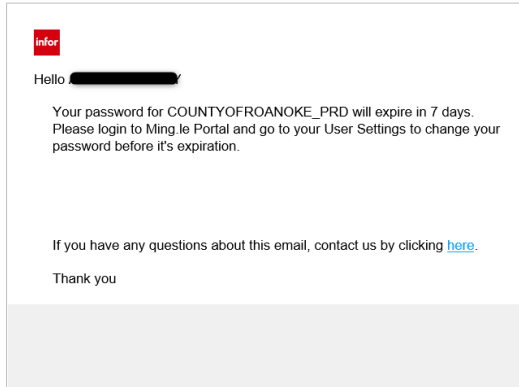 infor
Hello
Your password for COUNTYOFROANOKE_PRD will expire in 7 days.
Please login to Ming.le Portal and go to your User Settings to change your
password before it's expiration.
If you have any questions about this email, contact us by clicking here.
Thank you